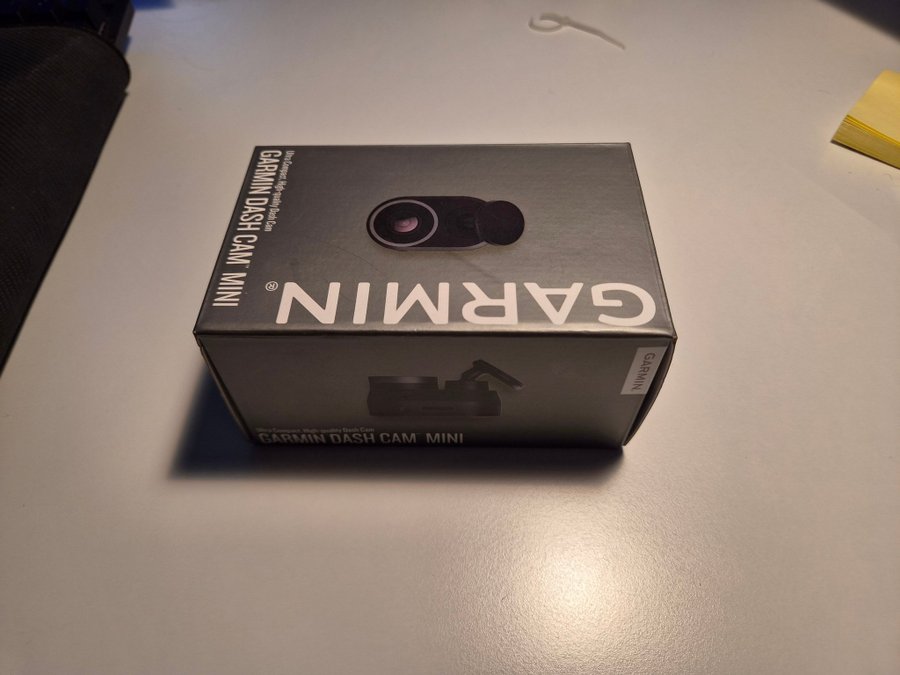 Ultra Compact, High-quality Dash Cam
GARMIN DASH CAM™ MINI
GARMIN®
GARMIN
Ultra Compact, High-quality Dash Cam
GARMIN DASH CAM™ MINI